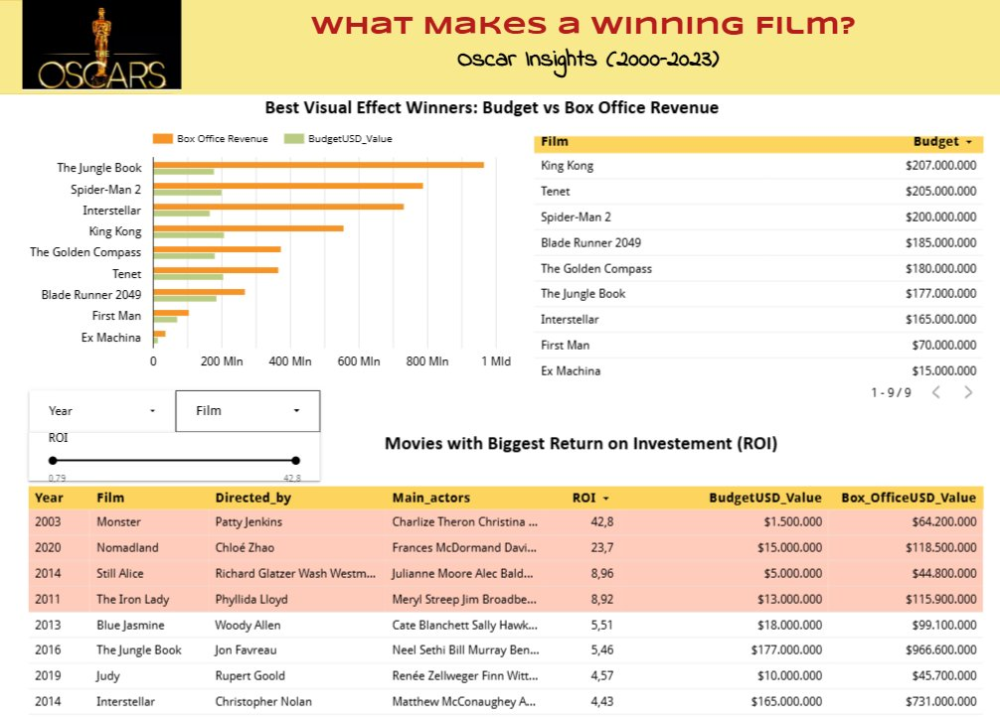 THE
OSCARS
What Makes a Winning Film?
Oscar Insights (2000-2023)
Best Visual Effect Winners: Budget vs Box Office Revenue
Box Office Revenue BudgetUSD_Value
The Jungle Book
Spider-Man 2
Interstellar
King Kong
The Golden Compass
Tenet
Blade Runner 2049
First Man
Ex Machina
0 200 Mln 400 Mln 600 Mln 800 Mln 1 Mld
Film Budget
King Kong $207.000.000
Tenet $205.000.000
Spider-Man 2 $200.000.000
Blade Runner 2049 $185.000.000
The Golden Compass $180.000.000
The Jungle Book $177.000.000
Interstellar $165.000.000
First Man $70.000.000
Ex Machina $15.000.000
1 - 9 / 9
Year Film
ROI
0,79 42,8
Movies with Biggest Return on Investement (ROI)
Year Film Directed_by Main_actors ROI BudgetUSD_Value Box_OfficeUSD_Value
2003 Monster Patty Jenkins Charlize Theron Christina ... 42,8 $1.500.000 $64.200.000
2020 Nomadland Chloé Zhao Frances McDormand Davi... 23,7 $15.000.000 $118.500.000
2014 Still Alice Richard Glatzer Wash Westm... Julianne Moore Alec Bald... 8,96 $5.000.000 $44.800.000
2011 The Iron Lady Phyllida Lloyd Meryl Streep Jim Broadbe... 8,92 $13.000.000 $115.900.000
2013 Blue Jasmine Woody Allen Cate Blanchett Sally Hawk... 5,51 $18.000.000 $99.100.000
2016 The Jungle Book Jon Favreau Neel Sethi Bill Murray Ben... 5,46 $177.000.000 $966.600.000
2019 Judy Rupert Goold Renée Zellweger Finn Witt... 4,57 $10.000.000 $45.700.000
2014 Interstellar Christopher Nolan Matthew McConaughey A... 4,43 $165.000.000 $731.000.000